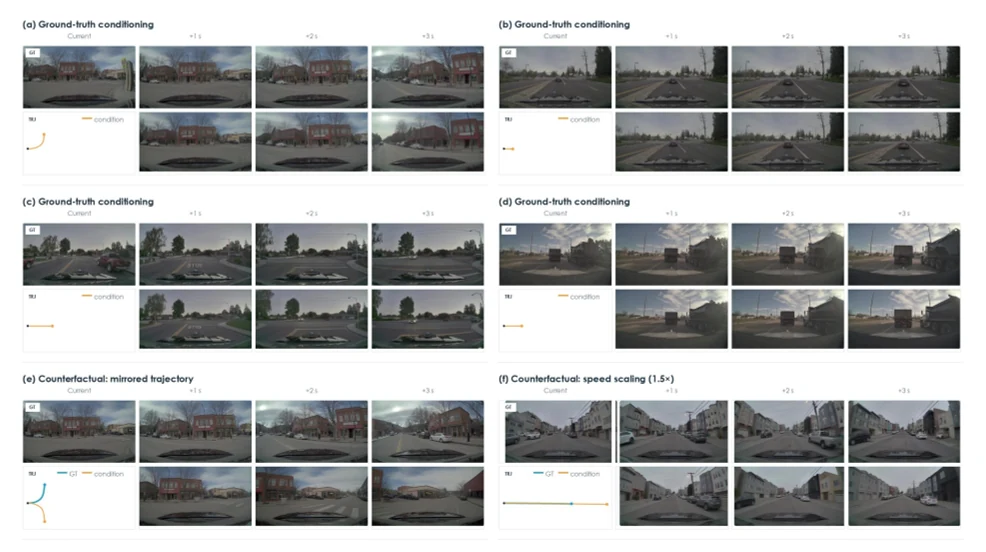 (a) Ground-truth conditioning
Current +1 s +2 s +3 s
GT
TRJ condition
(b) Ground-truth conditioning
Current +1 s +2 s +3 s
GT
TRJ condition
(c) Ground-truth conditioning
Current +1 s +2 s +3 s
GT
TRJ condition
(d) Ground-truth conditioning
Current +1 s +2 s +3 s
GT
TRJ condition
(e) Counterfactual: mirrored trajectory
Current +1 s +2 s +3 s
GT
TRJ GT condition
(f) Counterfactual: speed scaling (1.5×)
Current +1 s +2 s +3 s
GT
TRJ GT condition